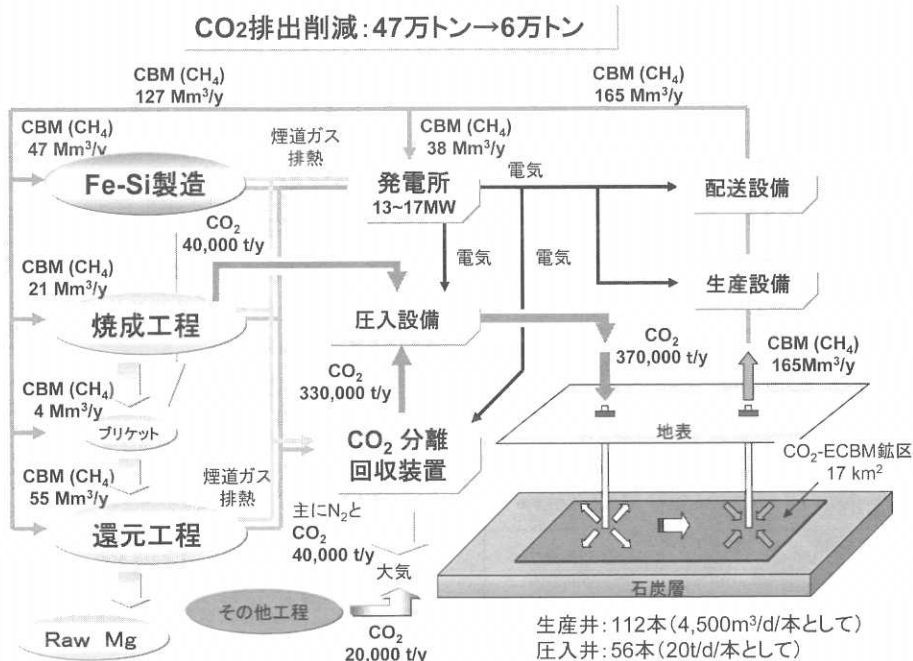 CO2排出削減：47万トン→6万トン
CBM (CH4)
127 Mm3/y
CBM (CH4)
165 Mm3/y
CBM (CH4)
47 Mm3/y
煙道ガス
排熱
CBM (CH4)
38 Mm3/y
Fe-Si製造
発電所
13~17MW
電気
配送設備
CO2
40,000 t/y
電気
電気
CBM (CH4)
21 Mm3/y
焼成工程
圧入設備
生産設備
CO2
330,000 t/y
CO2
370,000 t/y
CBM (CH4)
165Mm3/y
CBM (CH4)
4 Mm3/y
ブリケット
CO2 分離
回収装置
地表
CO2-ECBM鉱区
17 km2
CBM (CH4)
55 Mm3/y
煙道ガス
排熱
還元工程
主にN2と
CO2
40,000 t/y
大気
石炭層
その他工程
Raw Mg
CO2
20,000 t/y
生産井：112本（4,500m3/d/本として）
圧入井：56本（20t/d/本として）